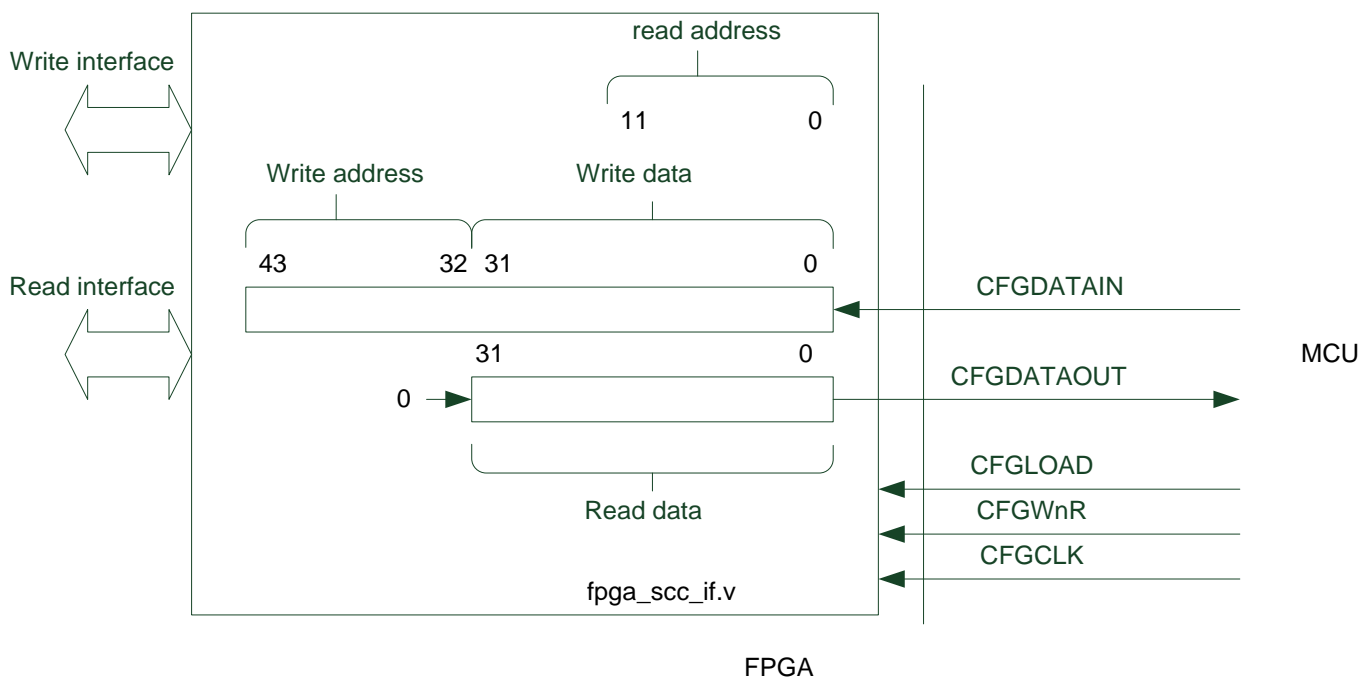 read address
Write interface
11 0
Write address Write data
43 32 31 0
Read interface
CFGDATAIN
31 0
MCU
CFGDATAOUT
0
CFGLOAD
Read data
CFGWnR
CFGCLK
fpga_scc_if.v
FPGA